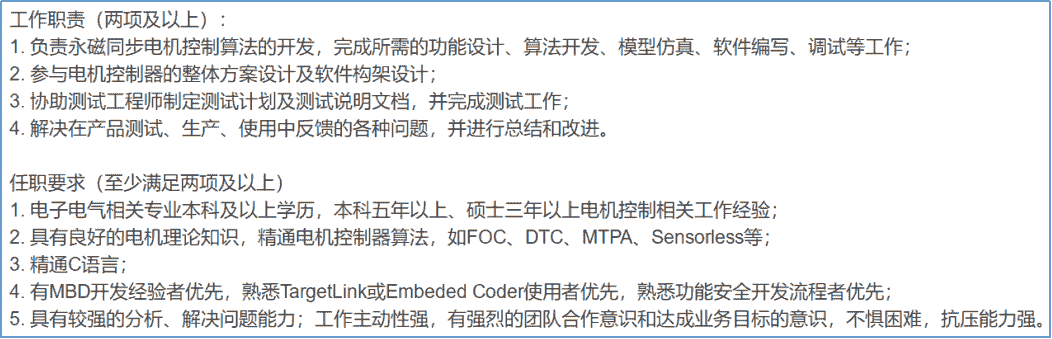 工作职责（两项及以上）：
1. 负责永磁同步电机控制算法的开发，完成所需的功能设计、算法开发、模型仿真、软件编写、调试等工作；
2. 参与电机控制器的整体方案设计及软件构架设计；
3. 协助测试工程师制定测试计划及测试说明文档，并完成测试工作；
4. 解决在产品测试、生产、使用中反馈的各种问题，并进行总结和改进。
任职要求（至少满足两项及以上）
1. 电子电气相关专业本科及以上学历，本科五年以上、硕士三年以上电机控制相关工作经验；
2. 具有良好的电机理论知识，精通电机控制器算法，如FOC、DTC、MTPA、Sensorless等；
3. 精通C语言；
4. 有MBD开发经验者优先，熟悉TargetLink或Embeded Coder使用者优先，熟悉功能安全开发流程者优先；
5. 具有较强的分析、解决问题能力；工作主动性强，有强烈的团队合作意识和达成业务目标的意识，不惧困难，抗压能力强。